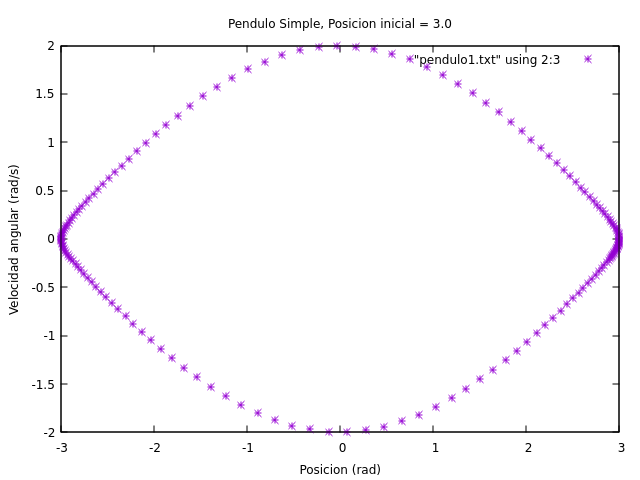 Pendulo Simple, Posicion inicial = 3.0
"pendulo1.txt" using 2:3
2
1.5
1
0.5
0
-0.5
-1
-1.5
-2
Velocidad angular (rad/s)
-3 -2 -1 0 1 2 3
Posicion (rad)